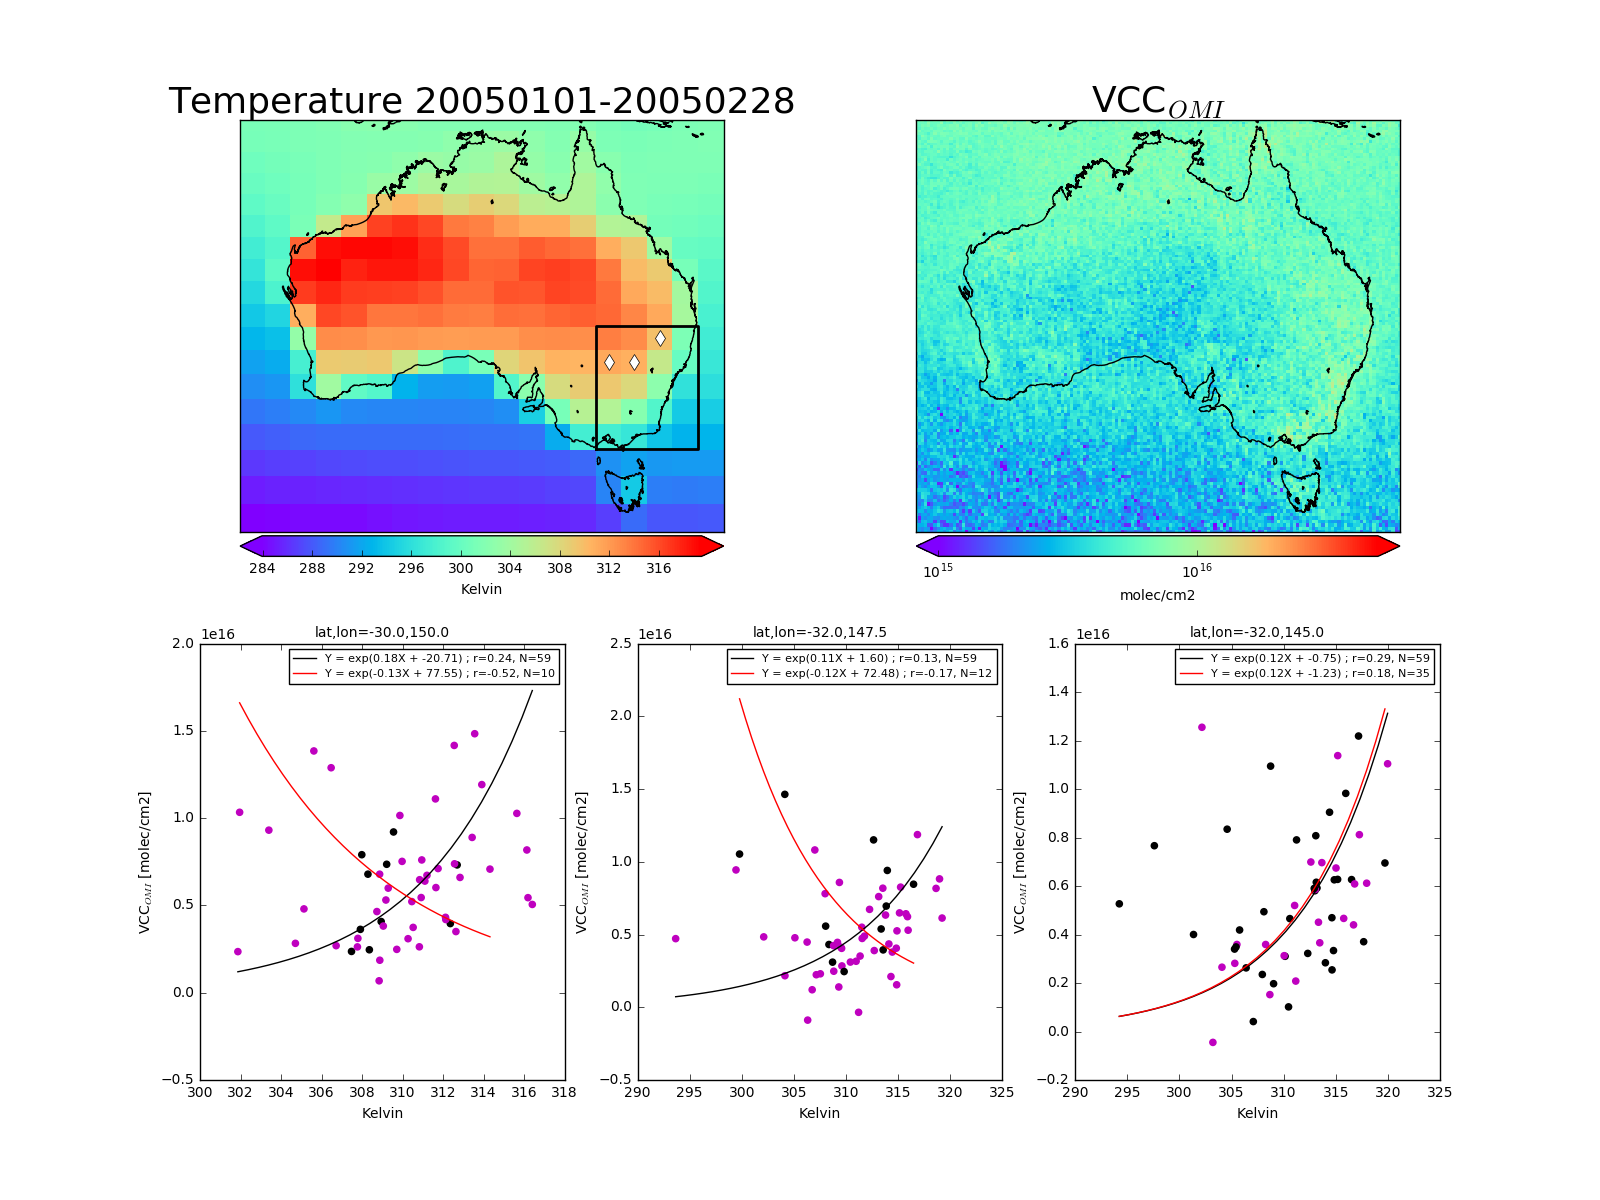 Temperature 20050101-20050228
VCC_OMI
284 288 292 296 300 304 308 312 316
Kelvin
10^15 10^16
molec/cm2
1e16
lat,lon=-30.0,150.0
Y = exp(0.18X + -20.71) ; r=0.24, N=59
Y = exp(-0.13X + 77.55) ; r=-0.52, N=10
2.0
1.5
1.0
0.5
0.0
−0.5
VCC_OMI [molec/cm2]
300 302 304 306 308 310 312 314 316 318
Kelvin
1e16
lat,lon=-32.0,147.5
Y = exp(0.11X + 1.60) ; r=0.13, N=59
Y = exp(-0.12X + 72.48) ; r=-0.17, N=12
2.5
2.0
1.5
1.0
0.5
0.0
−0.5
VCC_OMI [molec/cm2]
290 295 300 305 310 315 320 325
Kelvin
1e16
lat,lon=-32.0,145.0
Y = exp(0.12X + -0.75) ; r=0.29, N=59
Y = exp(0.12X + -1.23) ; r=0.18, N=35
1.6
1.4
1.2
1.0
0.8
0.6
0.4
0.2
0.0
−0.2
VCC_OMI [molec/cm2]
290 295 300 305 310 315 320 325
Kelvin